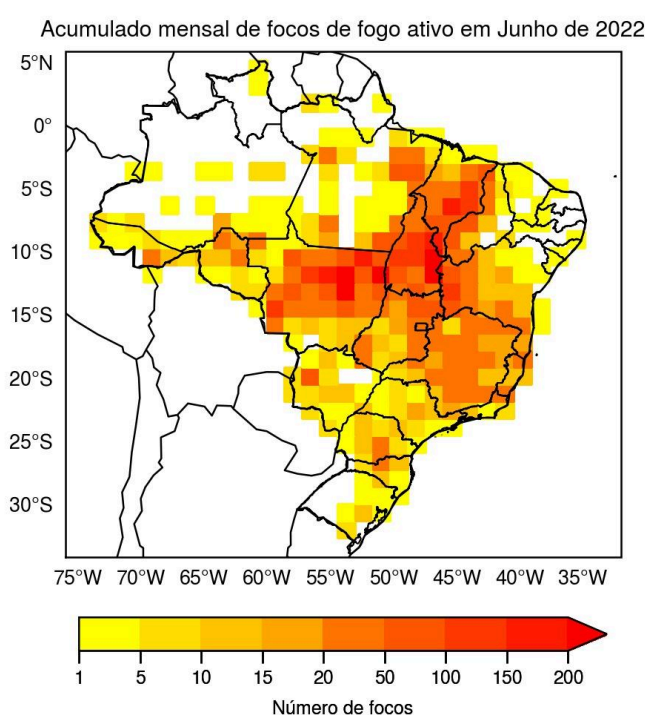 Acumulado mensal de focos de fogo ativo em Junho de 2022
5°N
0°
5°S
10°S
15°S
20°S
25°S
30°S
75°W 70°W 65°W 60°W 55°W 50°W 45°W 40°W 35°W
1 5 10 15 20 50 100 150 200
Número de focos